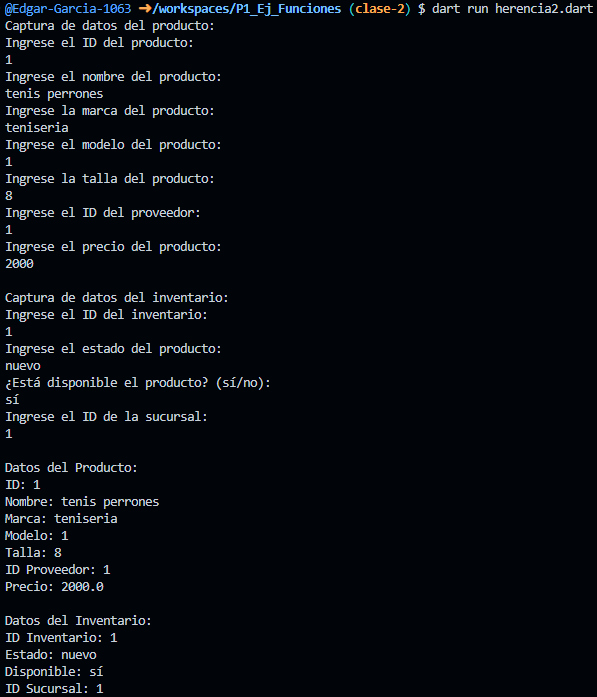 @Edgar-Garcia-1063 ➜/workspaces/P1_Ej_Funciones (clase-2) $ dart run herencia2.dart
Captura de datos del producto:
Ingrese el ID del producto:
1
Ingrese el nombre del producto:
tenis perrones
Ingrese la marca del producto:
teniseria
Ingrese el modelo del producto:
1
Ingrese la talla del producto:
8
Ingrese el ID del proveedor:
1
Ingrese el precio del producto:
2000

Captura de datos del inventario:
Ingrese el ID del inventario:
1
Ingrese el estado del producto:
nuevo
¿Está disponible el producto? (sí/no):
sí
Ingrese el ID de la sucursal:
1

Datos del Producto:
ID: 1
Nombre: tenis perrones
Marca: teniseria
Modelo: 1
Talla: 8
ID Proveedor: 1
Precio: 2000.0

Datos del Inventario:
ID Inventario: 1
Estado: nuevo
Disponible: sí
ID Sucursal: 1